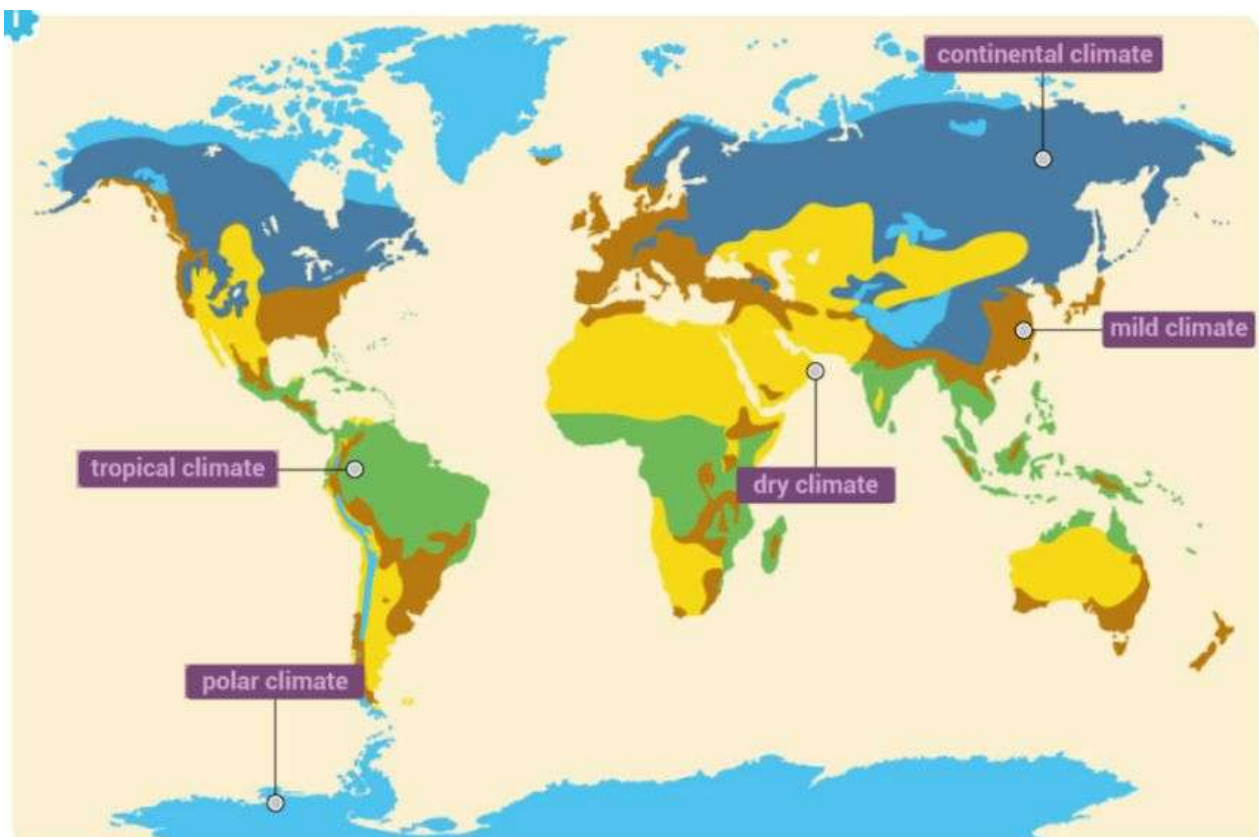 continental climate
mild climate
tropical climate
dry climate
polar climate